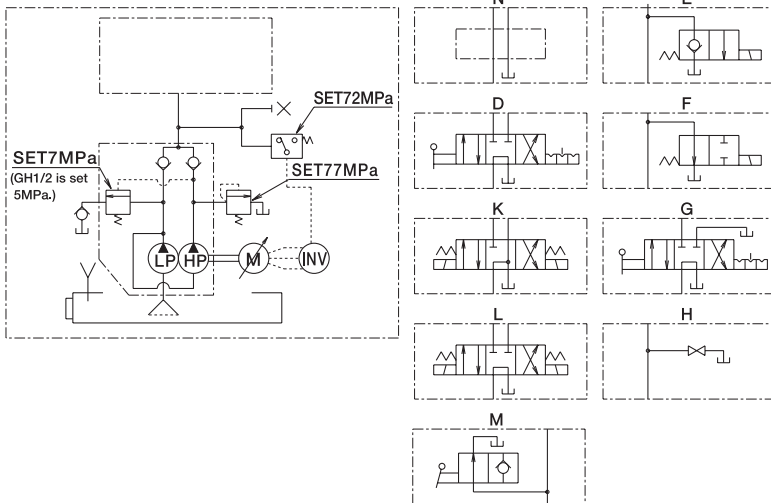 SET72MPa
SET7MPa
(GH1/2 is set
5MPa.)
SET77MPa
LP
HP
M
INV
N
E
D
F
K
G
L
H
M